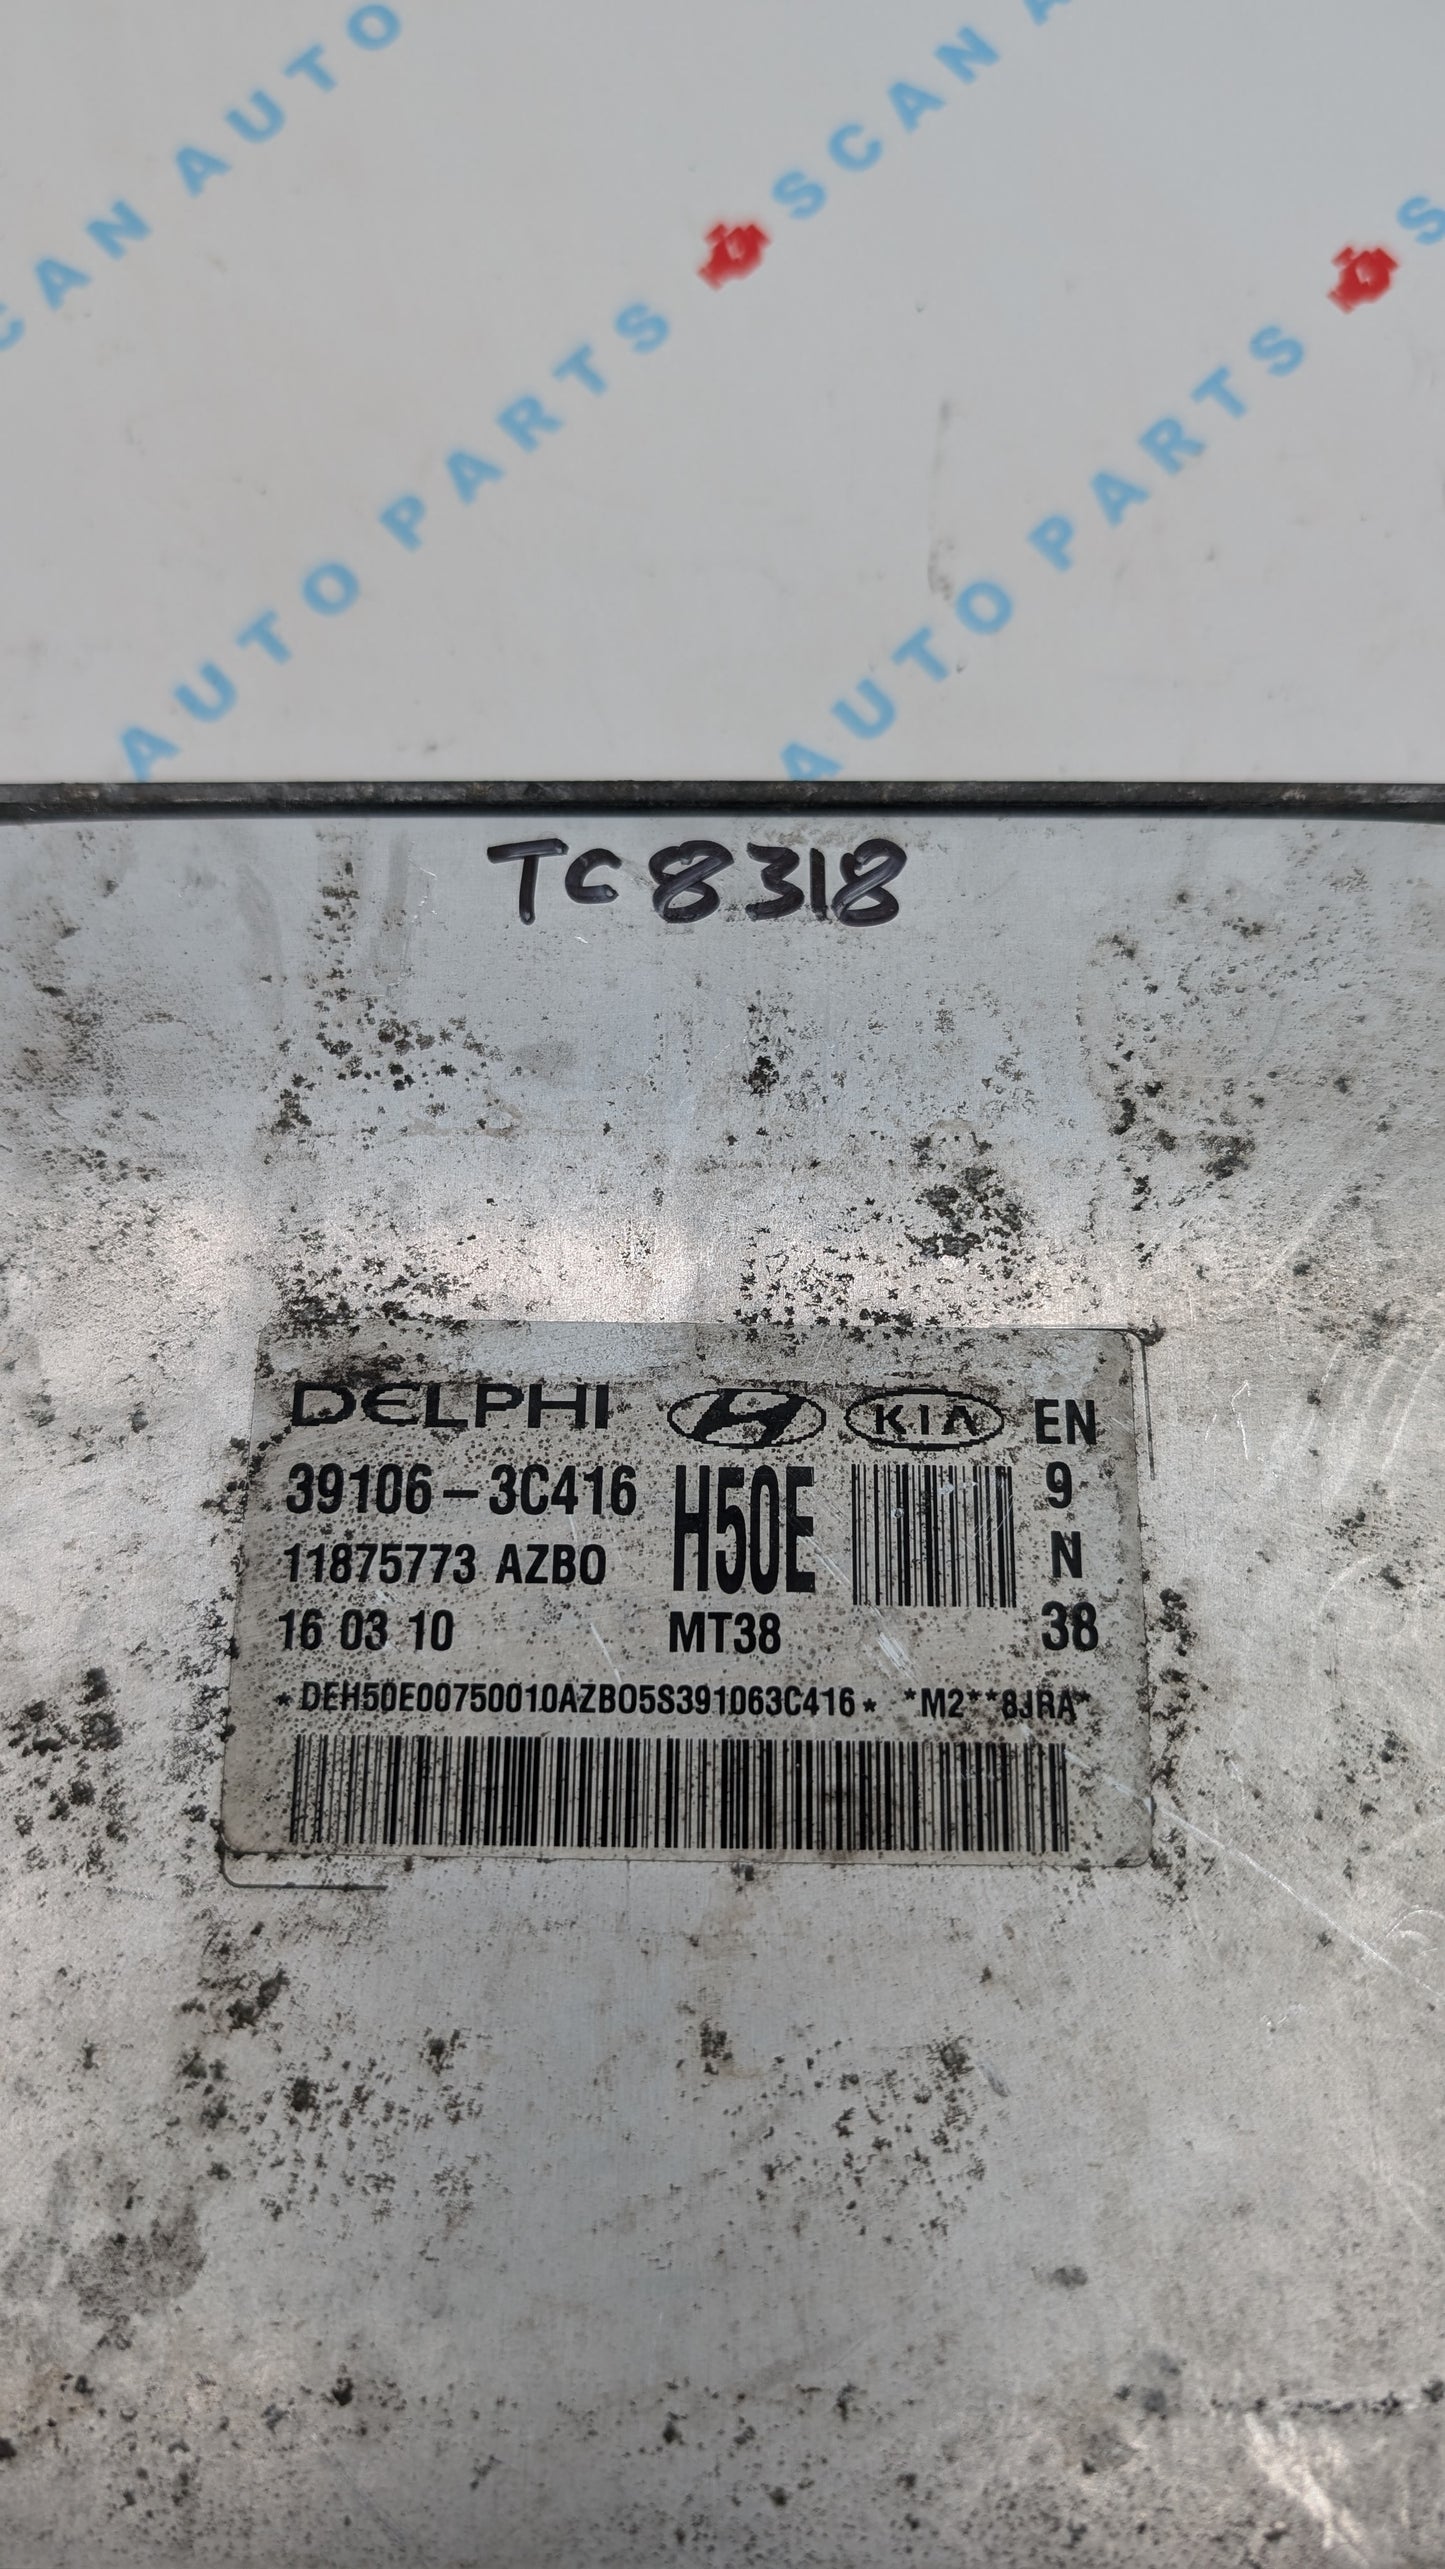 SCAN AUTO
CAN AUTO
AUTO PARTS SCAN A
AUTO PARTS S
TC8318
DELPHI H KIA EN
39106-3C416 H50E 9
11875773 AZBO N
16 03 10 MT38 38
*DEH50E00750010AZBO5S391063C416* *M2**8JRA*